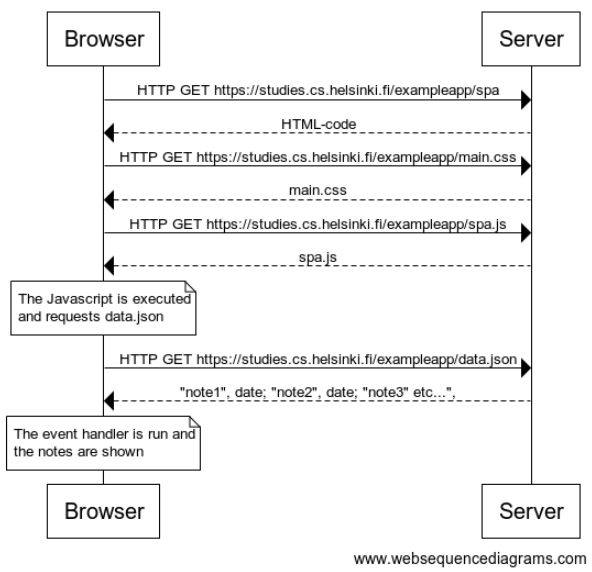 Browser Server
HTTP GET https://studies.cs.helsinki.fi/exampleapp/spa
HTML-code
HTTP GET https://studies.cs.helsinki.fi/exampleapp/main.css
main.css
HTTP GET https://studies.cs.helsinki.fi/exampleapp/spa.js
spa.js
The Javascript is executed
and requests data.json
HTTP GET https://studies.cs.helsinki.fi/exampleapp/data.json
"note1", date; "note2", date; "note3" etc...",
The event handler is run and
the notes are shown
Browser Server
www.websequencediagrams.com